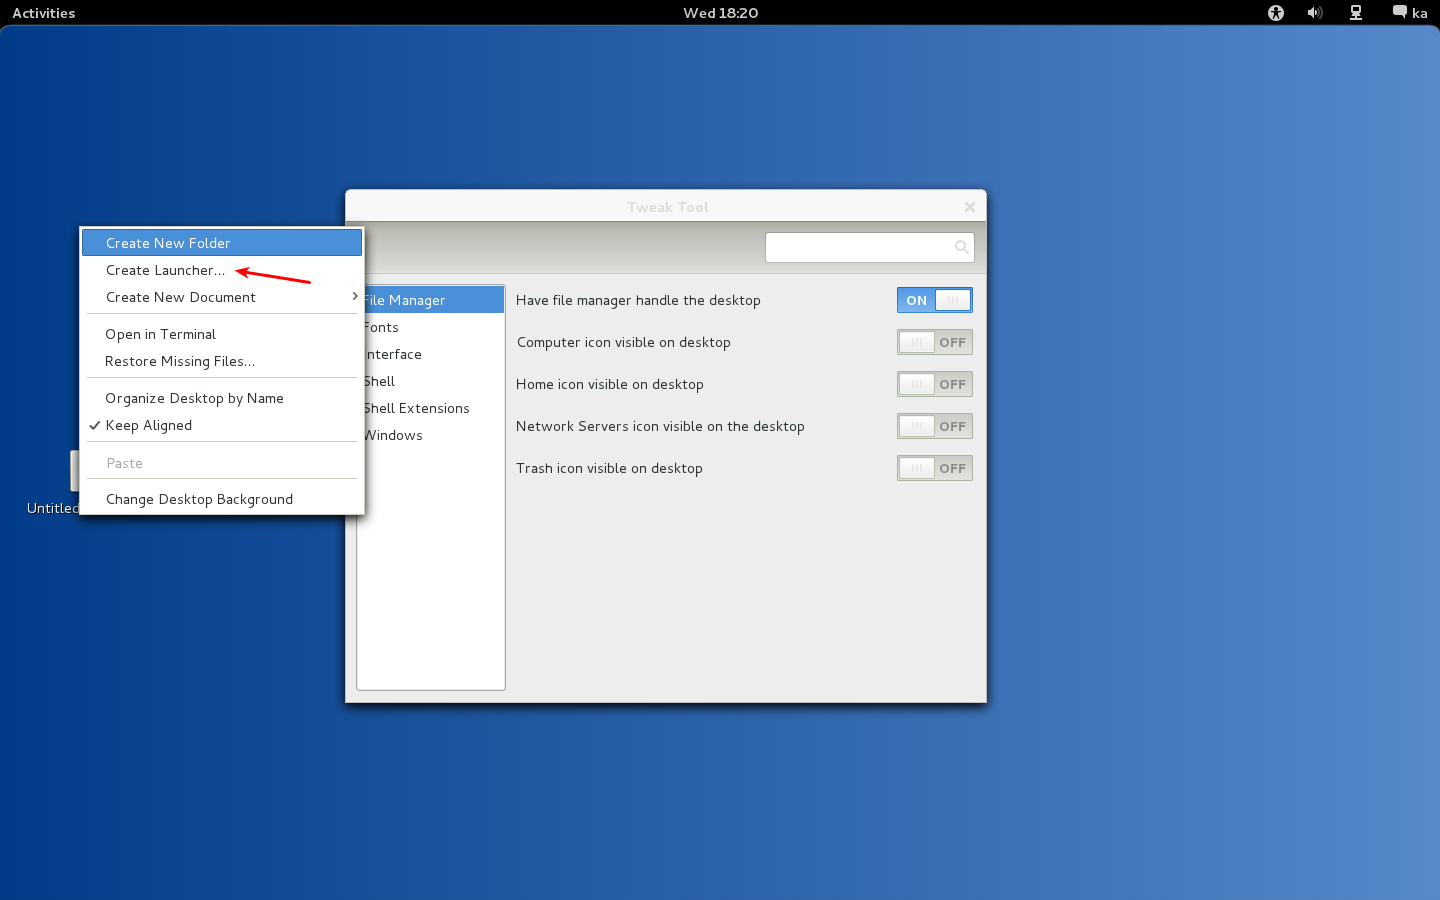 Activities
Wed 18:20
ka
Tweak Tool
Create New Folder
Create Launcher...
Create New Document
Open in Terminal
Restore Missing Files...
Organize Desktop by Name
Keep Aligned
Paste
Change Desktop Background
Untitled
File Manager
Fonts
Interface
Shell
Shell Extensions
Windows
Have file manager handle the desktop
ON
Computer icon visible on desktop
OFF
Home icon visible on desktop
OFF
Network Servers icon visible on the desktop
OFF
Trash icon visible on desktop
OFF